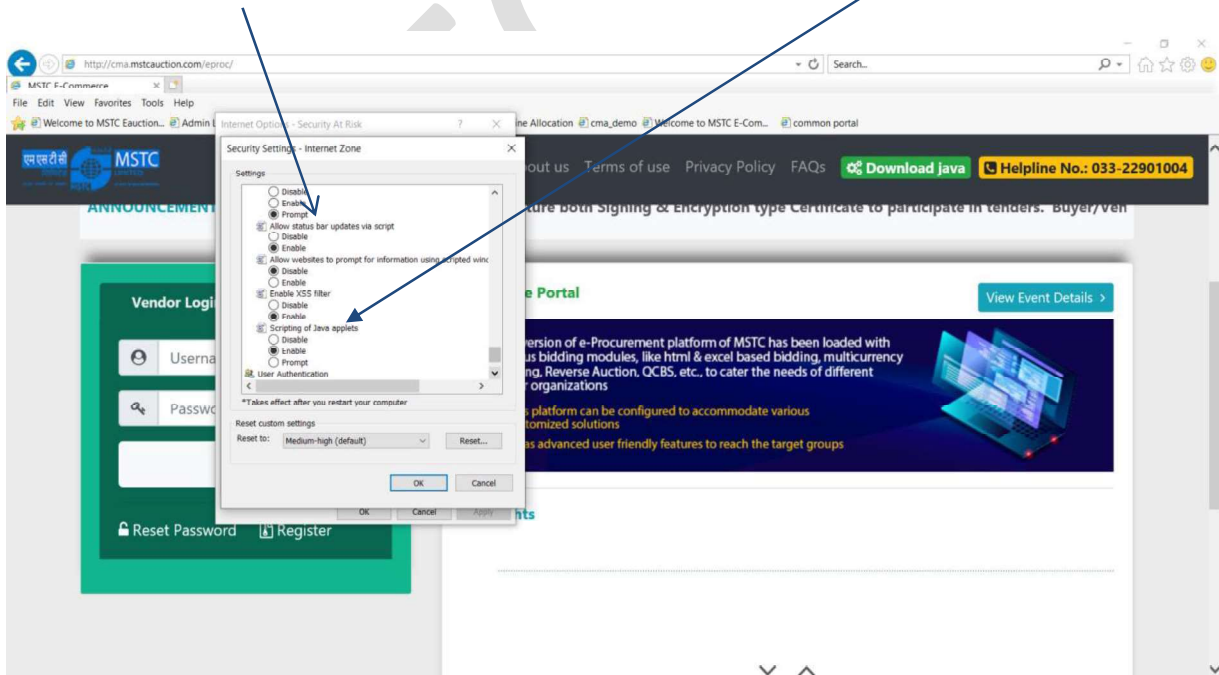 http://cma.mstcauction.com/eproc/
Search...
MSTC E-Commerce
File Edit View Favorites Tools Help
Welcome to MSTC Eauction... Admin L
Internet Options - Security At Risk ? ×
ine Allocation cma_demo Welcome to MSTC E-Com... common portal
Security Settings - Internet Zone
एम एस टी सी
MSTC
bout us Terms of use Privacy Policy FAQs Download java Helpline No.: 033-22901004
ANNOUNCEMENT
ture both Signing & Encryption type Certificate to participate in tenders. Buyer/Ven
Settings
Disable
Enable
Prompt
Allow status bar updates via script
Disable
Enable
Allow websites to prompt for information using scripted wind
Disable
Enable
Enable XSS filter
Disable
Enable
Scripting of Java applets
Disable
Enable
Prompt
User Authentication
*Takes effect after you restart your computer
Reset custom settings
Reset to: Medium-high (default) Reset...
OK Cancel
OK Cancel Apply
Vendor Logi
Userna
Passwo
Reset Password Register
e Portal
View Event Details >
version of e-Procurement platform of MSTC has been loaded with
us bidding modules, like html & excel based bidding, multicurrency
ng, Reverse Auction, QCBS, etc., to cater the needs of different
organizations
s platform can be configured to accommodate various
tomized solutions
as advanced user friendly features to reach the target groups
nts